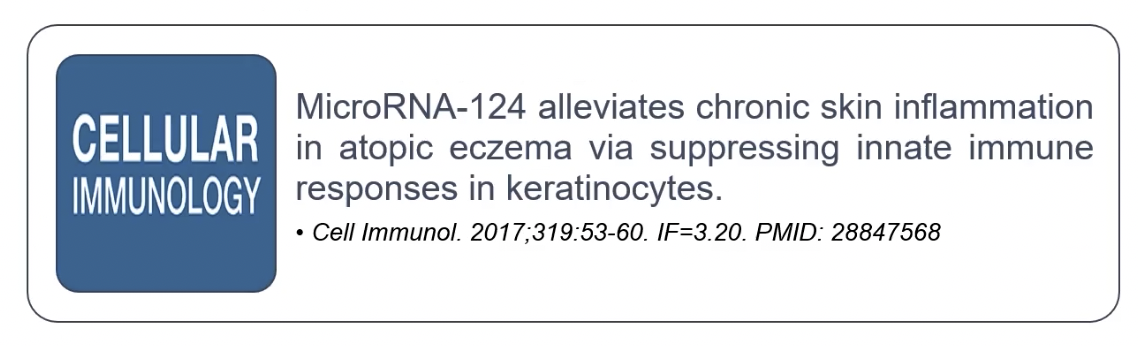 CELLULAR
IMMUNOLOGY
MicroRNA-124 alleviates chronic skin inflammation
in atopic eczema via suppressing innate immune
responses in keratinocytes.
• Cell Immunol. 2017;319:53-60. IF=3.20. PMID: 28847568